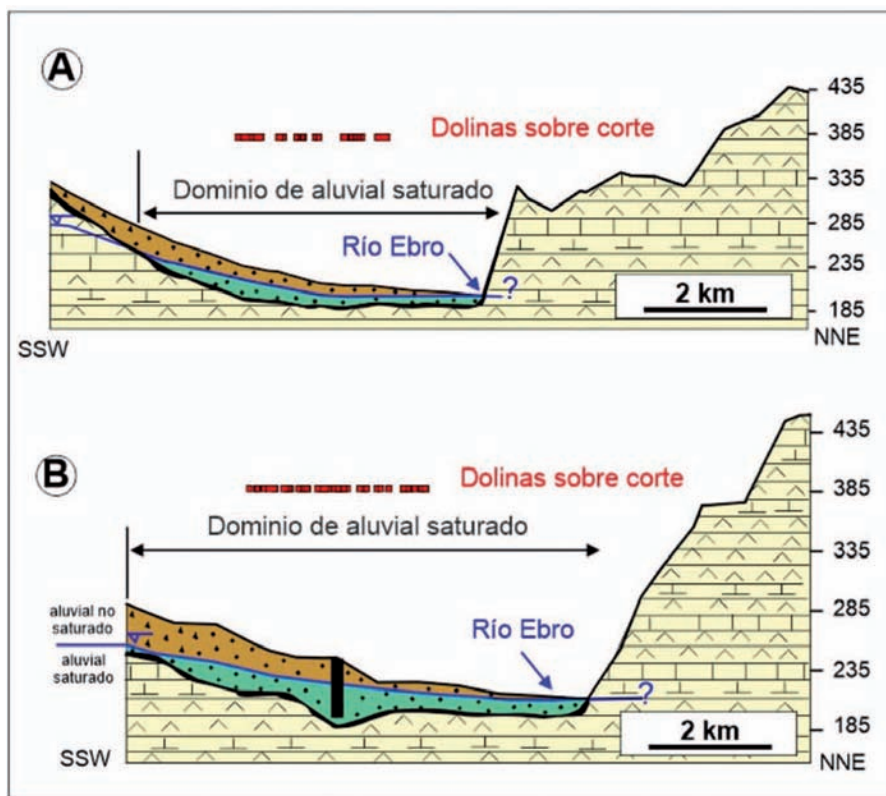 A
435
Dolinas sobre corte
385
Dominio de aluvial saturado
335
285
Río Ebro
235
?
2 km
185
SSW
NNE
435
B
Dolinas sobre corte
385
Dominio de aluvial saturado
335
aluvial no
saturado
285
Río Ebro
aluvial
saturado
235
?
2 km
185
SSW
NNE